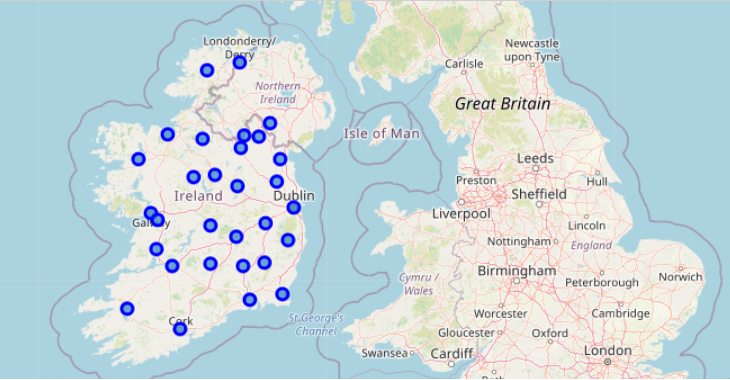 Londonderry/
Derry
Northern
Ireland
Newcastle
upon Tyne
Carlisle
Great Britain
Isle of Man
Leeds
Preston
Hull
Sheffield
Liverpool
Lincoln
Ireland
Dublin
Nottingham
England
Birmingham
Peterborough
Norwich
Cymru /
Wales
Worcester
Cambridge
Cork
St George's
Channel
Gloucester
Oxford
Swansea
Cardiff
London